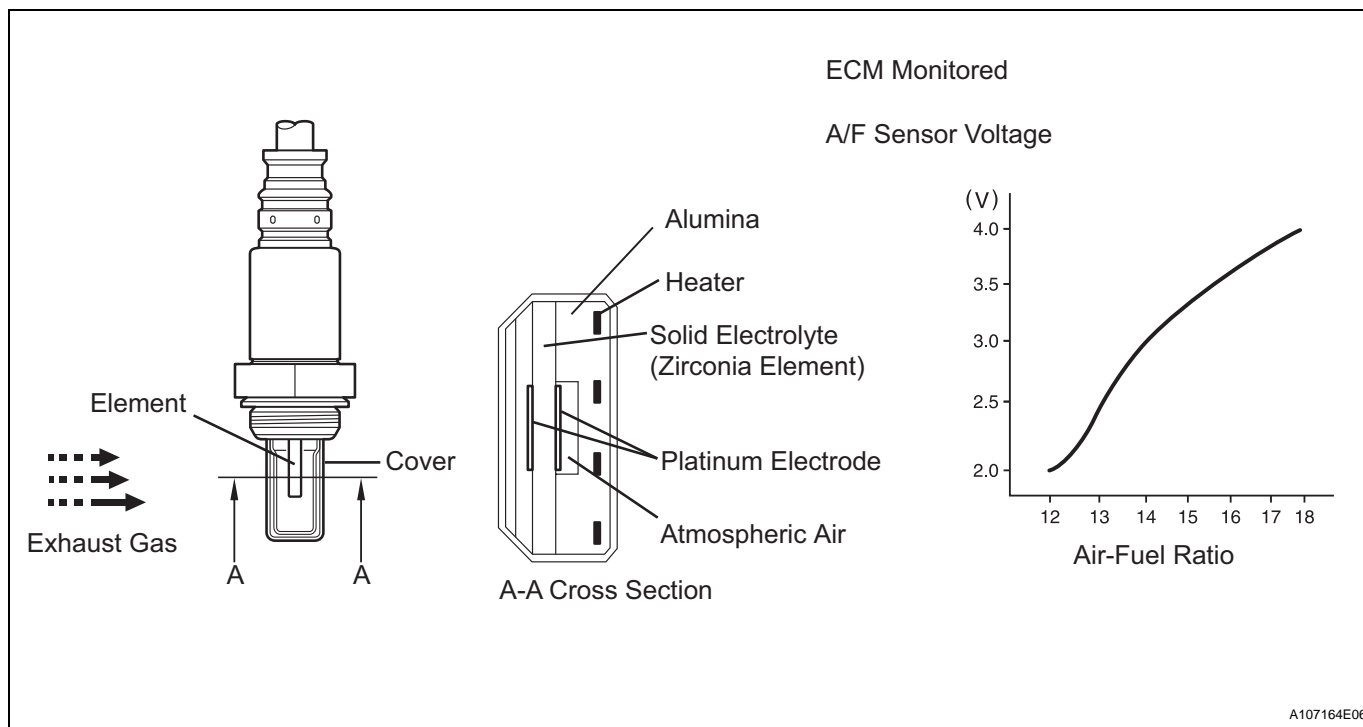 ECM Monitored
A/F Sensor Voltage
Element
Cover
Exhaust Gas
A
A
Alumina
Heater
Solid Electrolyte
(Zirconia Element)
Platinum Electrode
Atmospheric Air
A-A Cross Section
(V)
4.0
3.5
3.0
2.5
2.0
12 13 14 15 16 17 18
Air-Fuel Ratio
A107164E06